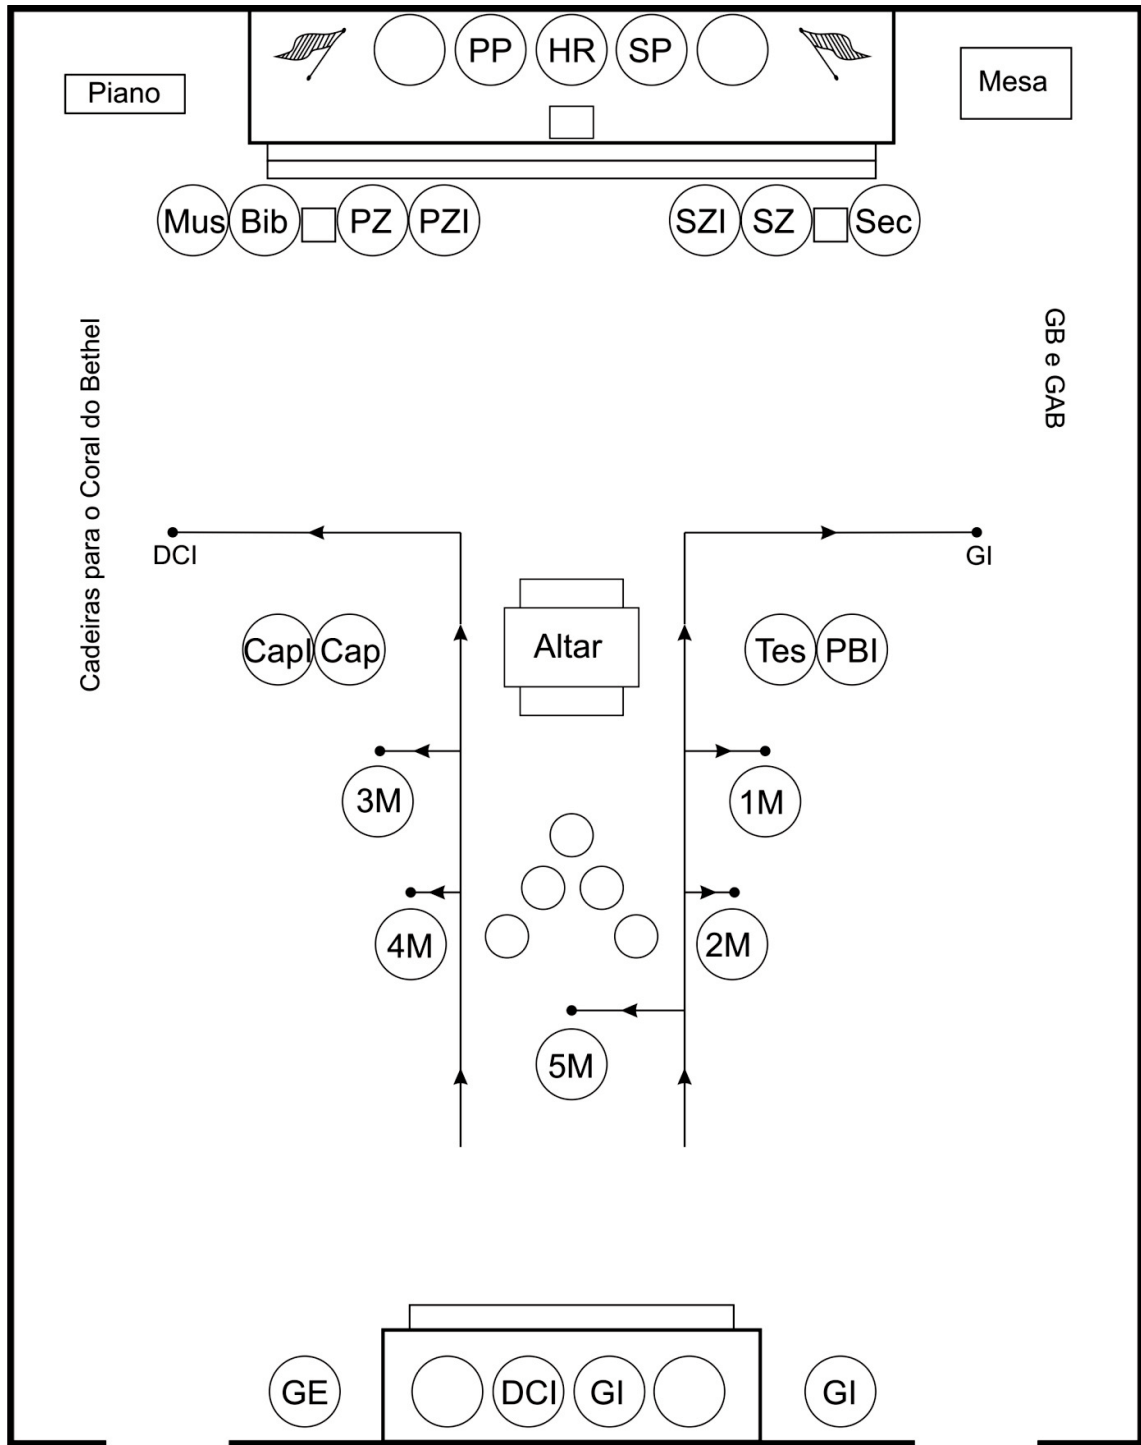 PP HR SP
Piano
Mesa
Mus Bib PZ PZI SZI SZ Sec
Cadeiras para o Coral do Bethel
GB e GAB
DCI
GI
CapI Cap
Altar
Tes PBI
3M
1M
4M
2M
5M
GE
DCI GI
GI